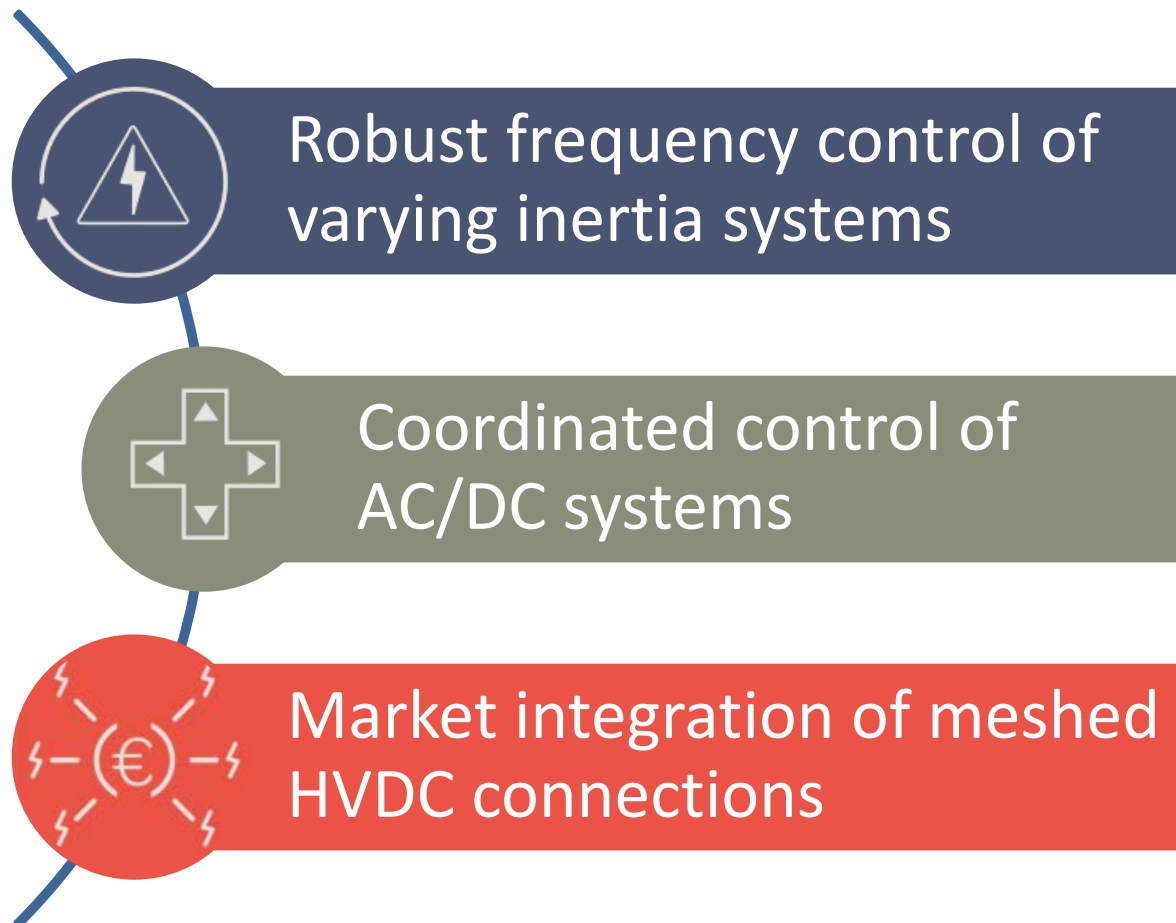 Robust frequency control of
varying inertia systems
Coordinated control of
AC/DC systems
(€)
Market integration of meshed
HVDC connections